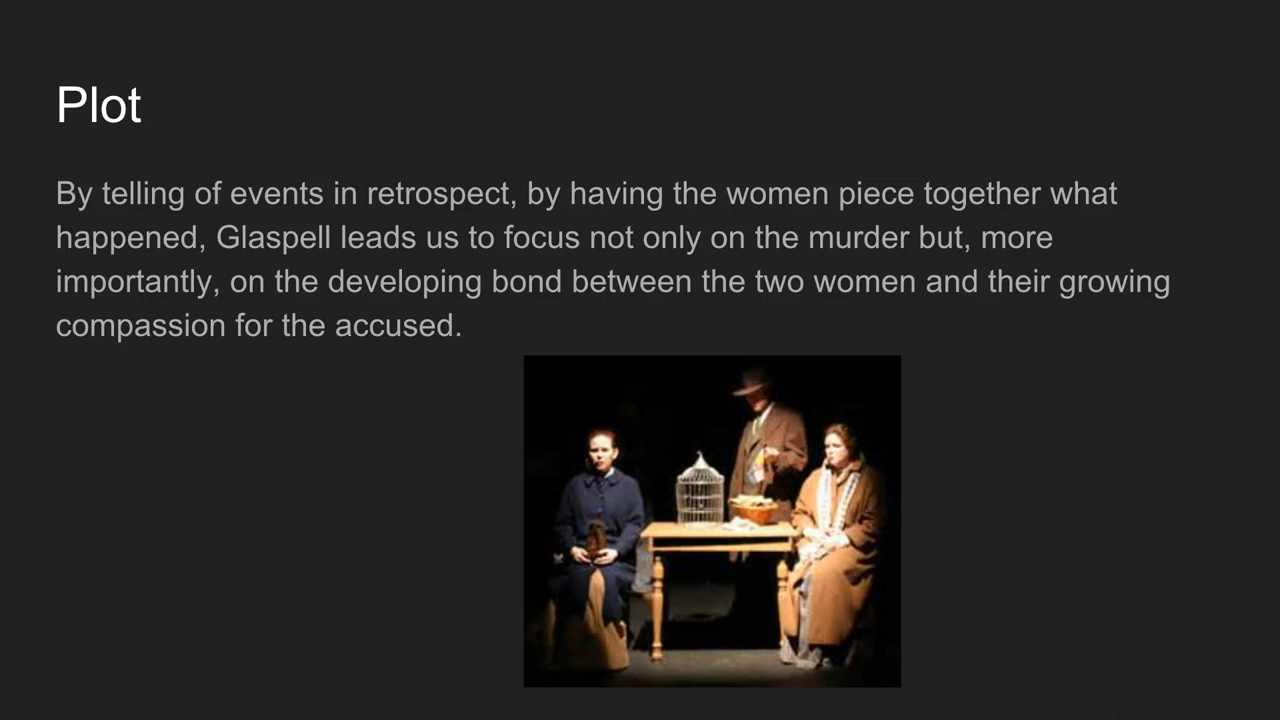 Plot
By telling of events in retrospect, by having the women piece together what
happened, Glaspell leads us to focus not only on the murder but, more
importantly, on the developing bond between the two women and their growing
compassion for the accused.